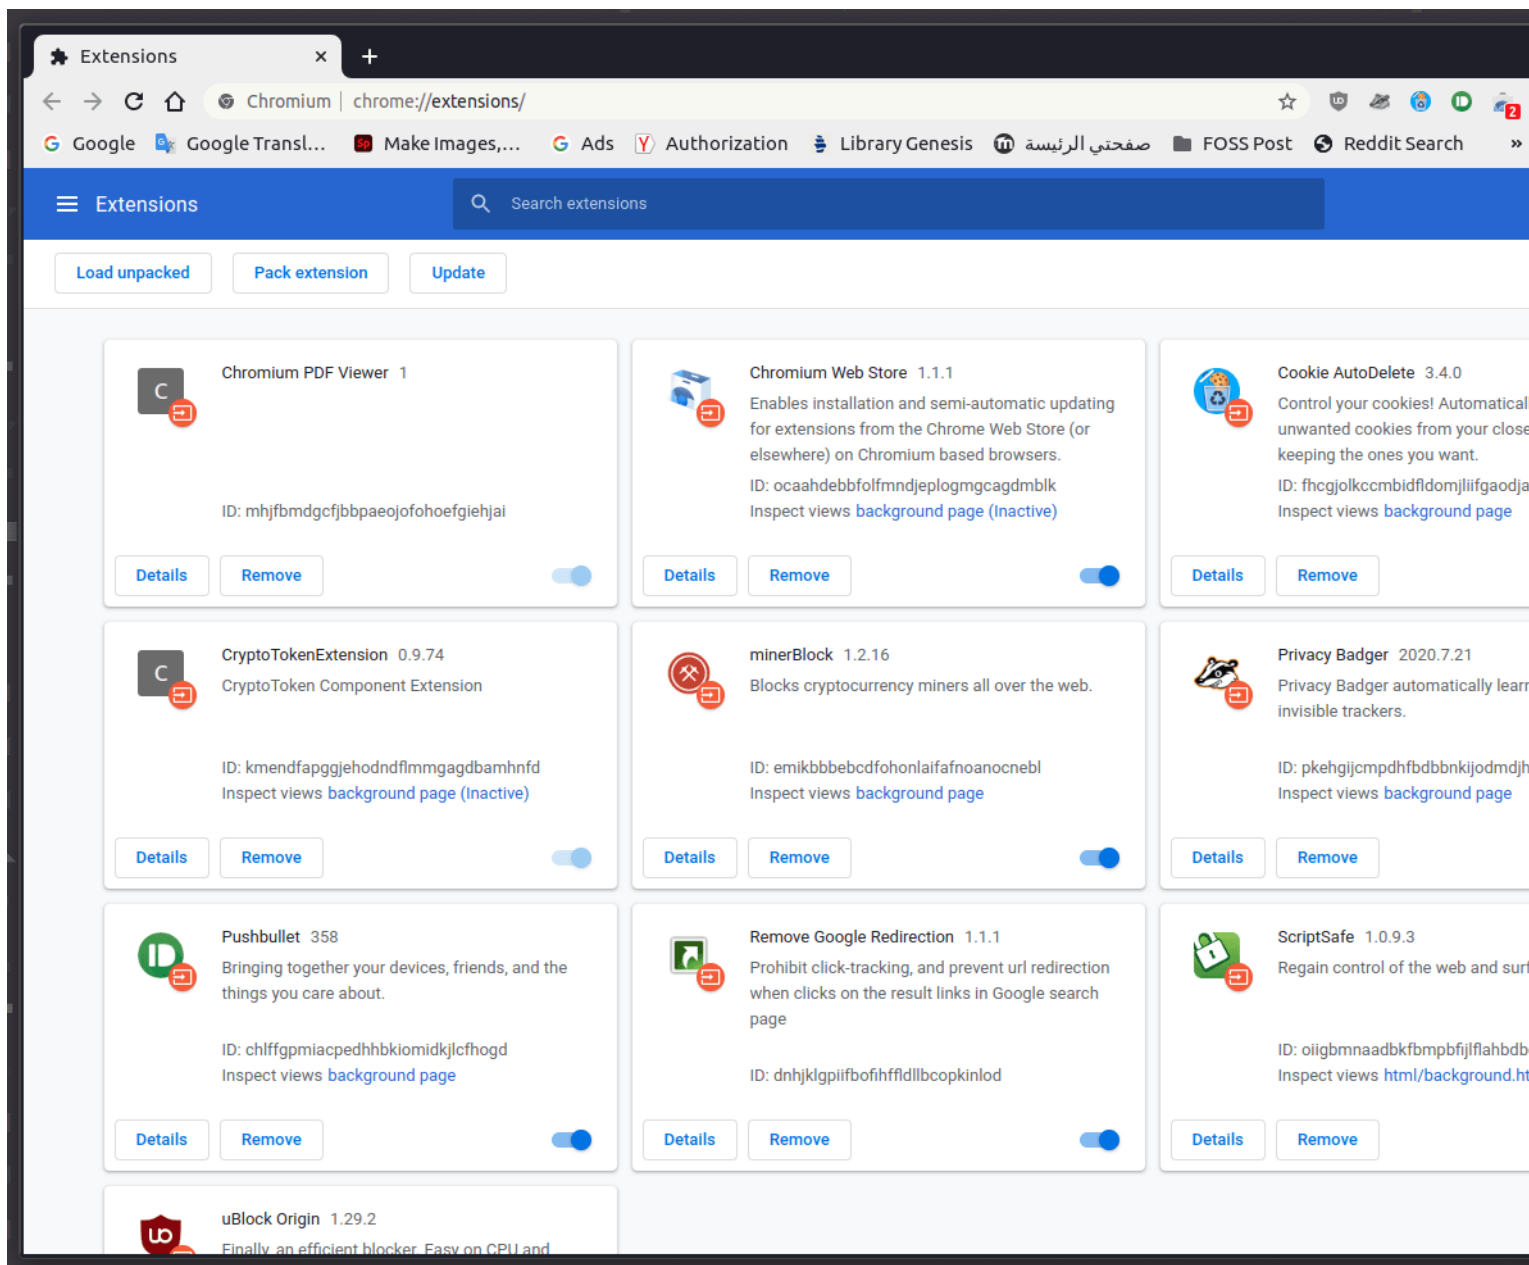 Extensions
Chromium | chrome://extensions/
2
Google Google Transl... Make Images,... Ads Authorization Library Genesis صفحتي الرئيسة FOSS Post Reddit Search »
Extensions Search extensions
Load unpacked Pack extension Update
Chromium PDF Viewer 1
ID: mhjfbmdgcfjbbpaeojofohoefgiehjai
Details Remove
Chromium Web Store 1.1.1
Enables installation and semi-automatic updating
for extensions from the Chrome Web Store (or
elsewhere) on Chromium based browsers.
ID: ocaahdebbfolfmndjeplogmgcagdmblk
Inspect views background page (Inactive)
Details Remove
Cookie AutoDelete 3.4.0
Control your cookies! Automaticall
unwanted cookies from your close
keeping the ones you want.
ID: fhcgjolkccmbidfldomjliifgaodja
Inspect views background page
Details Remove
CryptoTokenExtension 0.9.74
CryptoToken Component Extension
ID: kmendfapggjehodndflmmgagdbamhnfd
Inspect views background page (Inactive)
Details Remove
minerBlock 1.2.16
Blocks cryptocurrency miners all over the web.
ID: emikbbbebcdfohonlaifafnoanocnebl
Inspect views background page
Details Remove
Privacy Badger 2020.7.21
Privacy Badger automatically learn
invisible trackers.
ID: pkehgijcmpdhfbdbbnkijodmdjh
Inspect views background page
Details Remove
Pushbullet 358
Bringing together your devices, friends, and the
things you care about.
ID: chlffgpmiacpedhhbkiomidkjlcfhogd
Inspect views background page
Details Remove
Remove Google Redirection 1.1.1
Prohibit click-tracking, and prevent url redirection
when clicks on the result links in Google search
page
ID: dnhjklgpiifbofihffldllbcopkinlod
Details Remove
ScriptSafe 1.0.9.3
Regain control of the web and surf
ID: oiigbmnaadbkfbmpbfijlflahbdb
Inspect views html/background.ht
Details Remove
uBlock Origin 1.29.2
Finally, an efficient blocker. Easy on CPU and